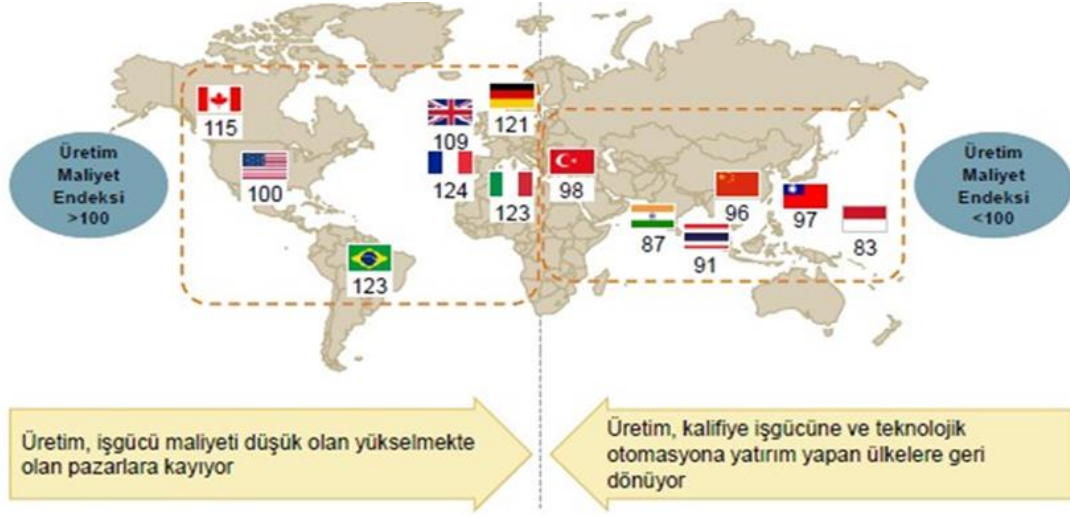 Üretim
Maliyet
Endeksi
>100
115
100
123
109
121
124
123
98
87
91
96
97
83
Üretim
Maliyet
Endeksi
<100
Üretim, işgücü maliyeti düşük olan yükselmekte
olan pazarlara kayıyor
Üretim, kalifiye işgücüne ve teknolojik
otomasyona yatırım yapan ülkelere geri
dönüyor